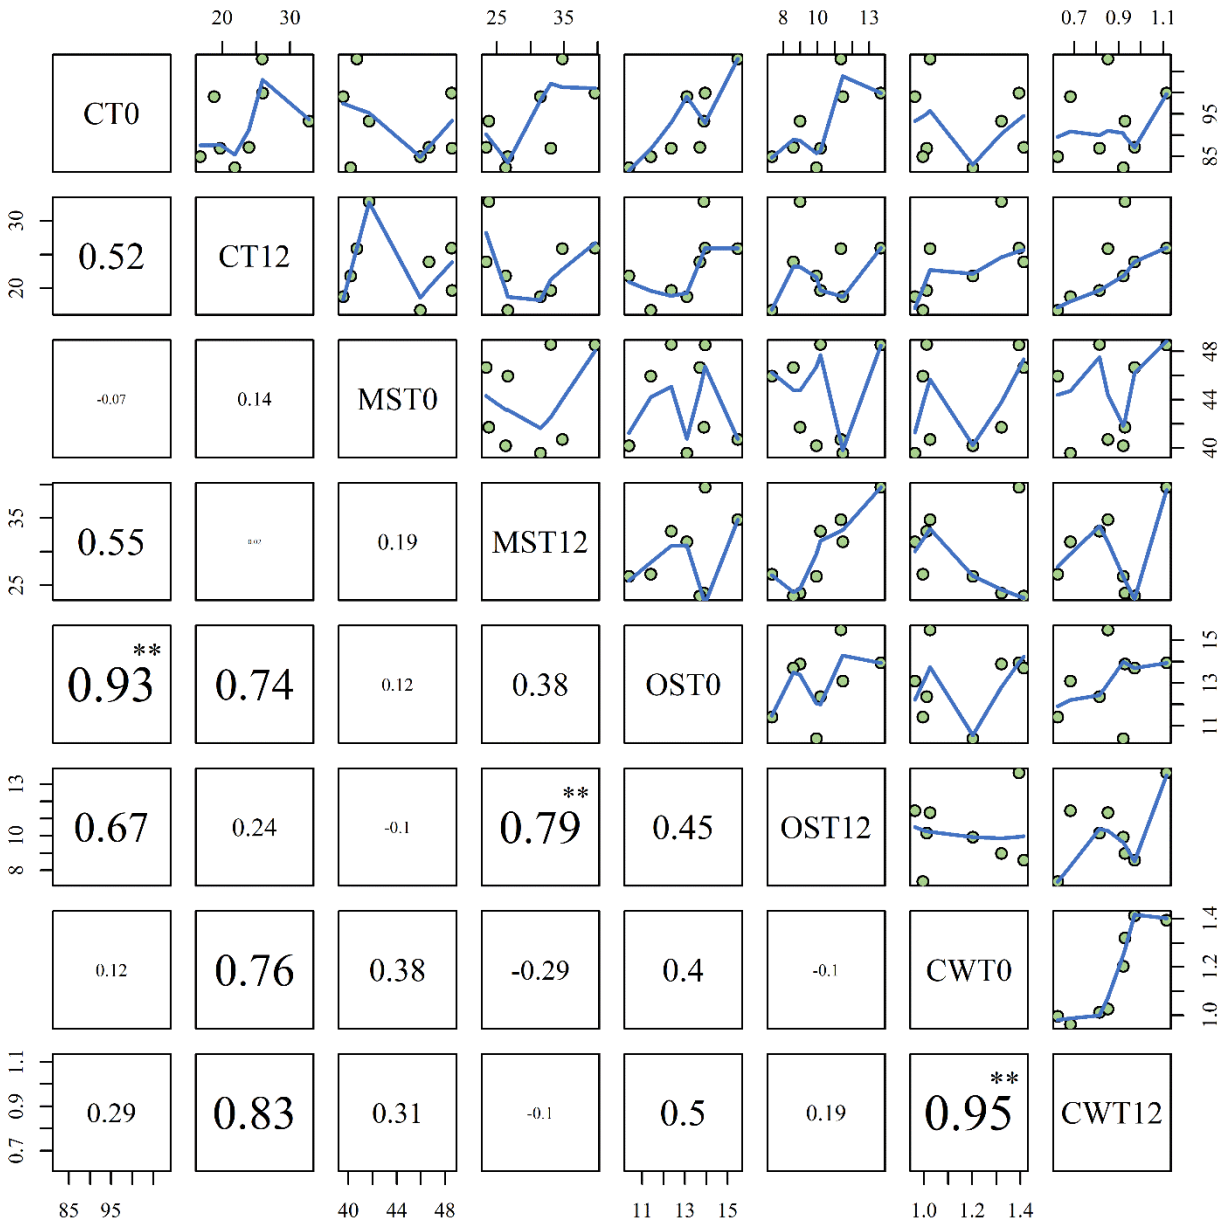 20 30 25 35 8 10 13 0.7 0.9 1.1
CT0 85 95
20 30 0.52 CT12
-0.07 0.14 MST0 40 44 48
25 35 0.55 0.02 0.19 MST12
0.93** 0.74 0.12 0.38 OST0 11 13 15
8 10 13 0.67 0.24 -0.1 0.79** 0.45 OST12
0.12 0.76 0.38 -0.29 0.4 -0.1 CWT0 1.0 1.2 1.4
0.7 0.9 1.1 0.29 0.83 0.31 -0.1 0.5 0.19 0.95** CWT12
85 95 40 44 48 11 13 15 1.0 1.2 1.4